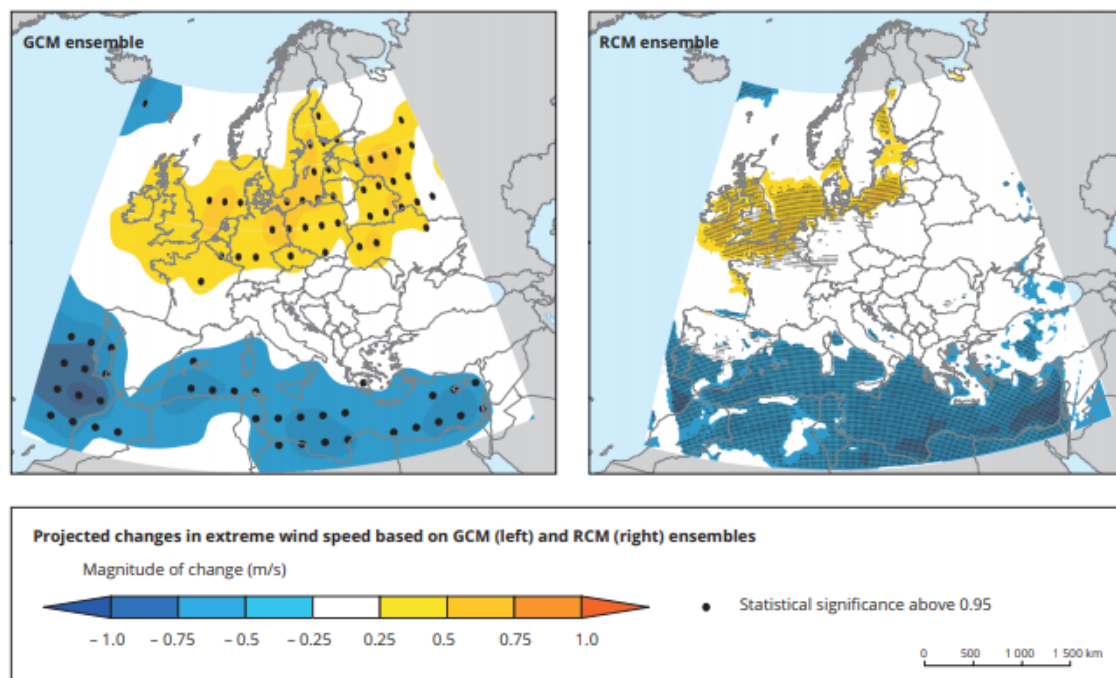 GCM ensemble
RCM ensemble
Projected changes in extreme wind speed based on GCM (left) and RCM (right) ensembles
Magnitude of change (m/s)
– 1.0 – 0.75 – 0.5 – 0.25 0.25 0.5 0.75 1.0
Statistical significance above 0.95
0 500 1 000 1 500 km